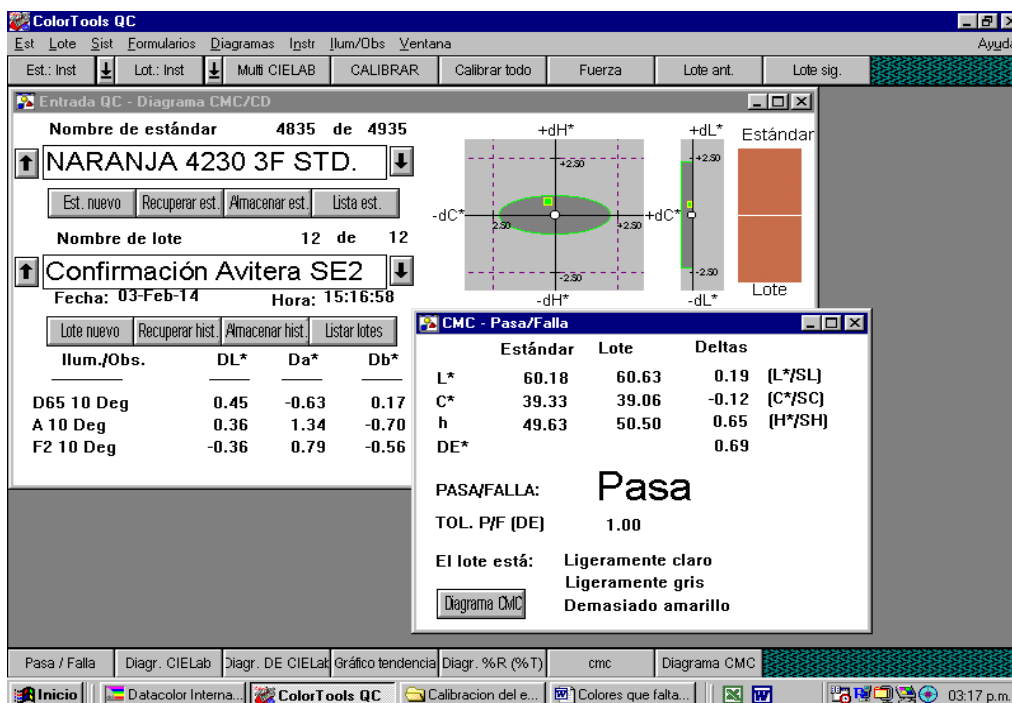 ColorTools QC
Est Lote Sist Formularios Diagramas Instr Ilum/Obs Ventana Ayuda
Est.: Inst Lot.: Inst Multi CIELAB CALIBRAR Calibrar todo Fuerza Lote ant. Lote sig.
Entrada QC - Diagrama CMC/CD
Nombre de estándar 4835 de 4935
NARANJA 4230 3F STD.
Est. nuevo Recuperar est. Almacenar est. Lista est.
Nombre de lote 12 de 12
Confirmación Avitera SE2
Fecha: 03-Feb-14 Hora: 15:16:58
Lote nuevo Recuperar hist. Almacenar hist. Listar lotes
Ilum./Obs. DL* Da* Db*
D65 10 Deg 0.45 -0.63 0.17
A 10 Deg 0.36 1.34 -0.70
F2 10 Deg -0.36 0.79 -0.56
+dH*
+2.50
-dC* 2.50 +2.50 +dC*
-2.50
-dH*
+dL*
+2.50
-2.50
-dL*
Estándar
Lote
CMC - Pasa/Falla
Estándar Lote Deltas
L* 60.18 60.63 0.19 (L*/SL)
C* 39.33 39.06 -0.12 (C*/SC)
h 49.63 50.50 0.65 (H*/SH)
DE* 0.69
PASA/FALLA: Pasa
TOL. P/F (DE) 1.00
El lote está: Ligeramente claro
Ligeramente gris
Demasiado amarillo
Diagrama CMC
Pasa / Falla Diagr. CIELab Diagr. DE CIELab Gráfico tendencia Diagr. %R (%T) cmc Diagrama CMC
Inicio Datacolor Interna... ColorTools QC Calibracion del e... Colores que falta... 03:17 p.m.